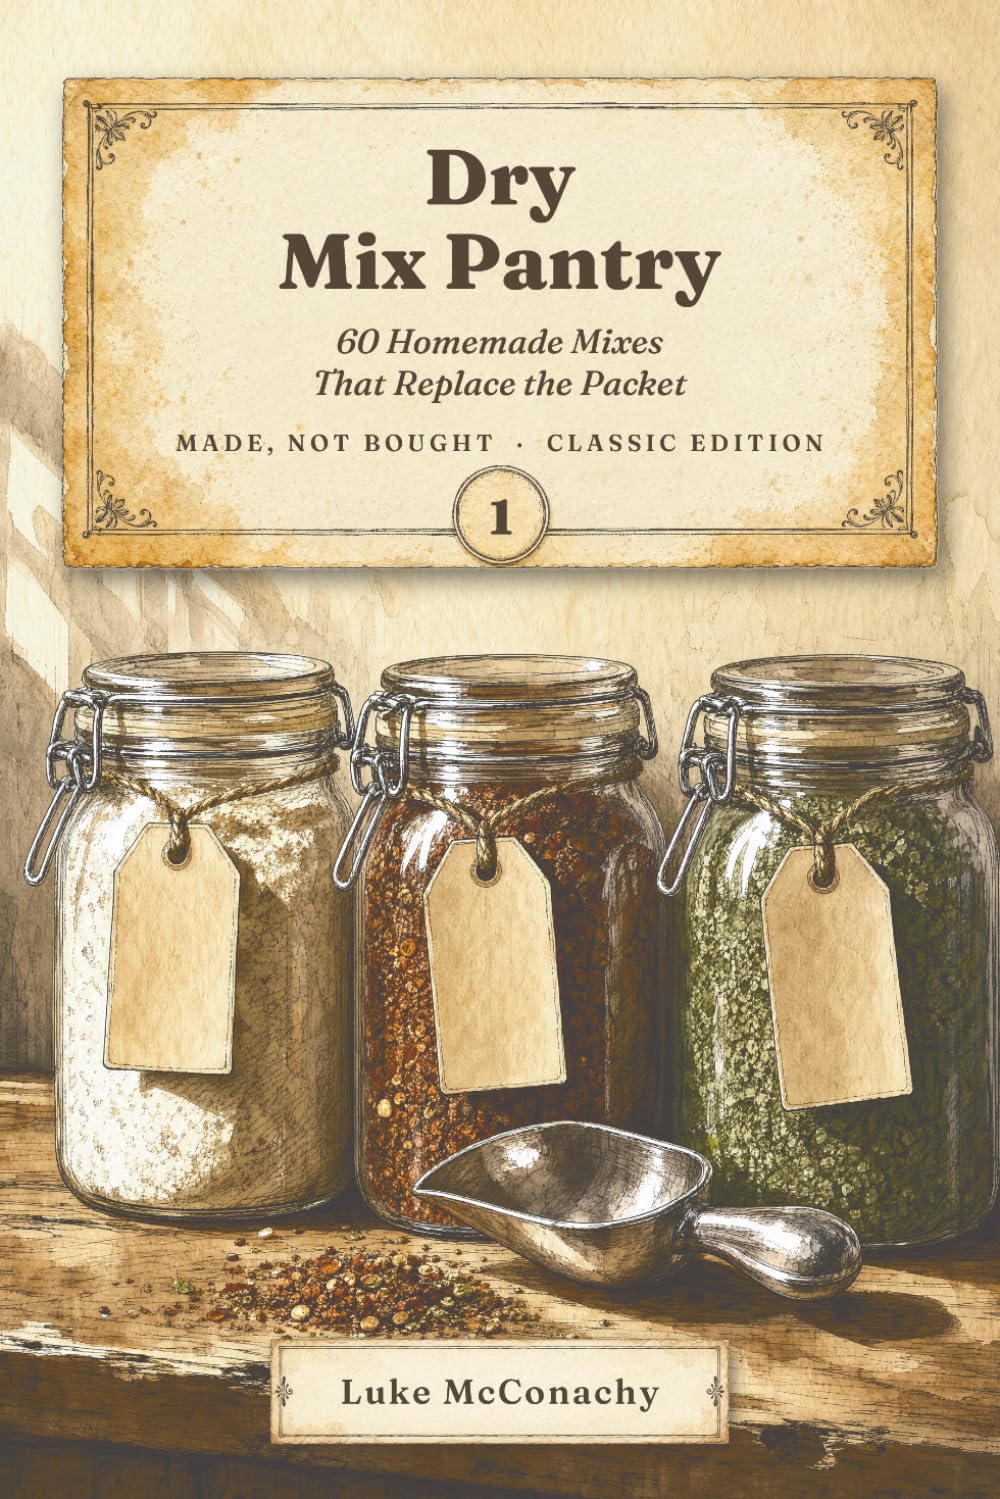 Dry
Mix Pantry
60 Homemade Mixes
That Replace the Packet
MADE, NOT BOUGHT · CLASSIC EDITION
1
Luke McConachy